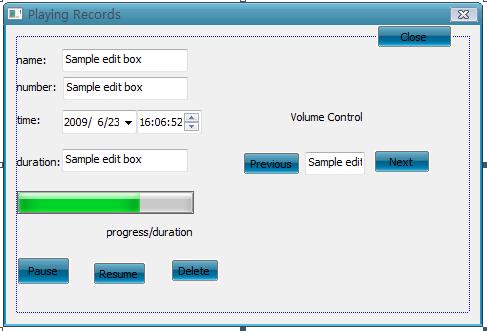 Playing Records
Close
name: Sample edit box
number: Sample edit box
time: 2009/ 6/23 16:06:52
Volume Control
duration: Sample edit box
Previous Sample edit Next
progress/duration
Pause Resume Delete